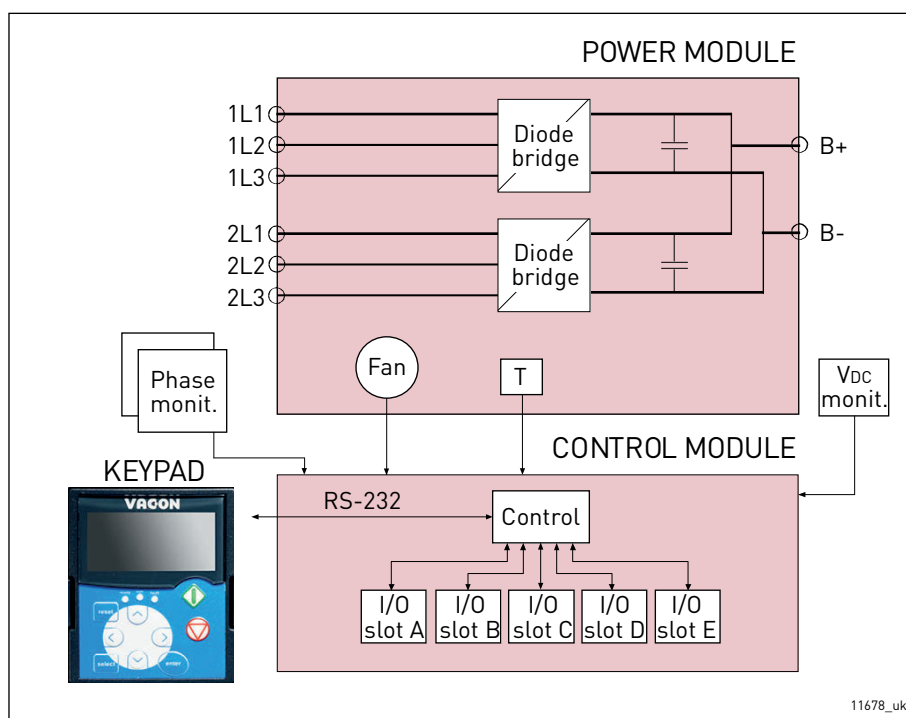 POWER MODULE
1L1
1L2
1L3
Diode
bridge
B+
2L1
2L2
2L3
Diode
bridge
B-
Phase
monit.
Fan
T
VDC
monit.
CONTROL MODULE
KEYPAD
VACON
RS-232
Control
reset
select
enter
I/O
slot A
I/O
slot B
I/O
slot C
I/O
slot D
I/O
slot E
11678_uk